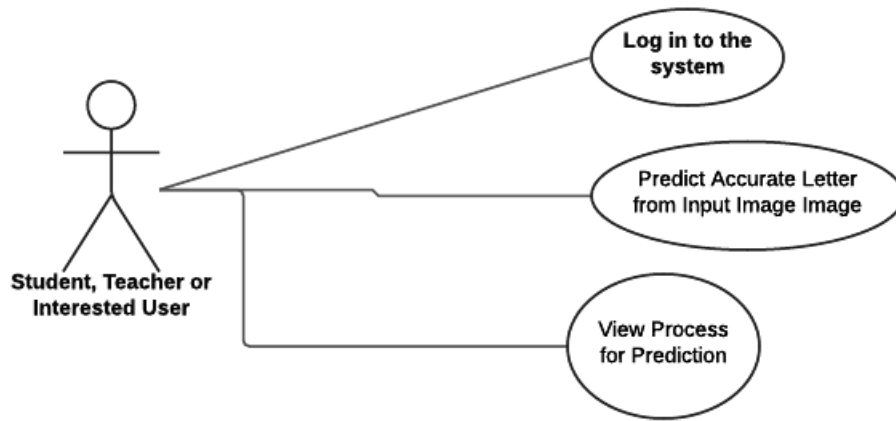 Log in to the
system
Predict Accurate Letter
from Input Image Image
Student, Teacher or
Interested User
View Process
for Prediction